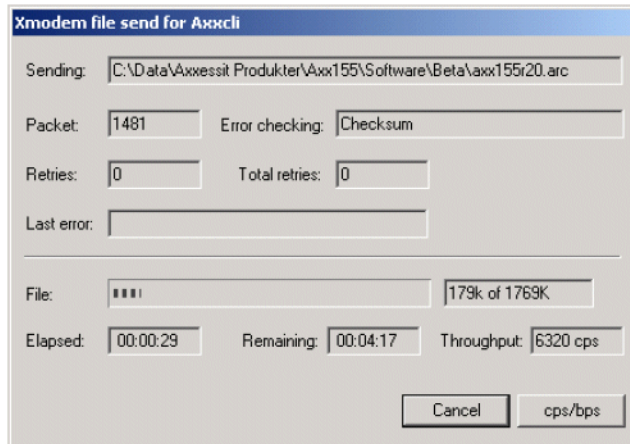 Xmodem file send for Axxcli
Sending: C:\Data\Axxessit Produkter\Axx155\Software\Beta\axx155r20.arc
Packet: 1481 Error checking: Checksum
Retries: 0 Total retries: 0
Last error:
File: 179k of 1769K
Elapsed: 00:00:29 Remaining: 00:04:17 Throughput: 6320 cps
Cancel cps/bps